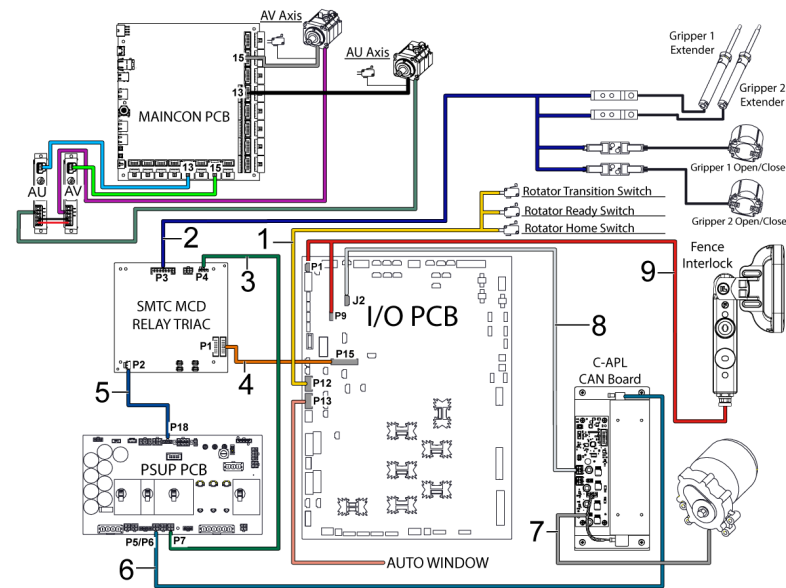 AV Axis
AU Axis
15
13
MAINCON PCB
13 15
AU AV
Gripper 1
Extender
Gripper 2
Extender
Gripper 1 Open/Close
Gripper 2 Open/Close
Rotator Transition Switch
Rotator Ready Switch
Rotator Home Switch
Fence
Interlock
1
2
3
4
5
6
7
8
9
P3
P4
SMTC MCD
RELAY TRIAC
P1
P2
P1
J2
P9
I/O PCB
P15
P12
P13
C-APL
CAN Board
P18
PSUP PCB
P5/P6
P7
AUTO WINDOW